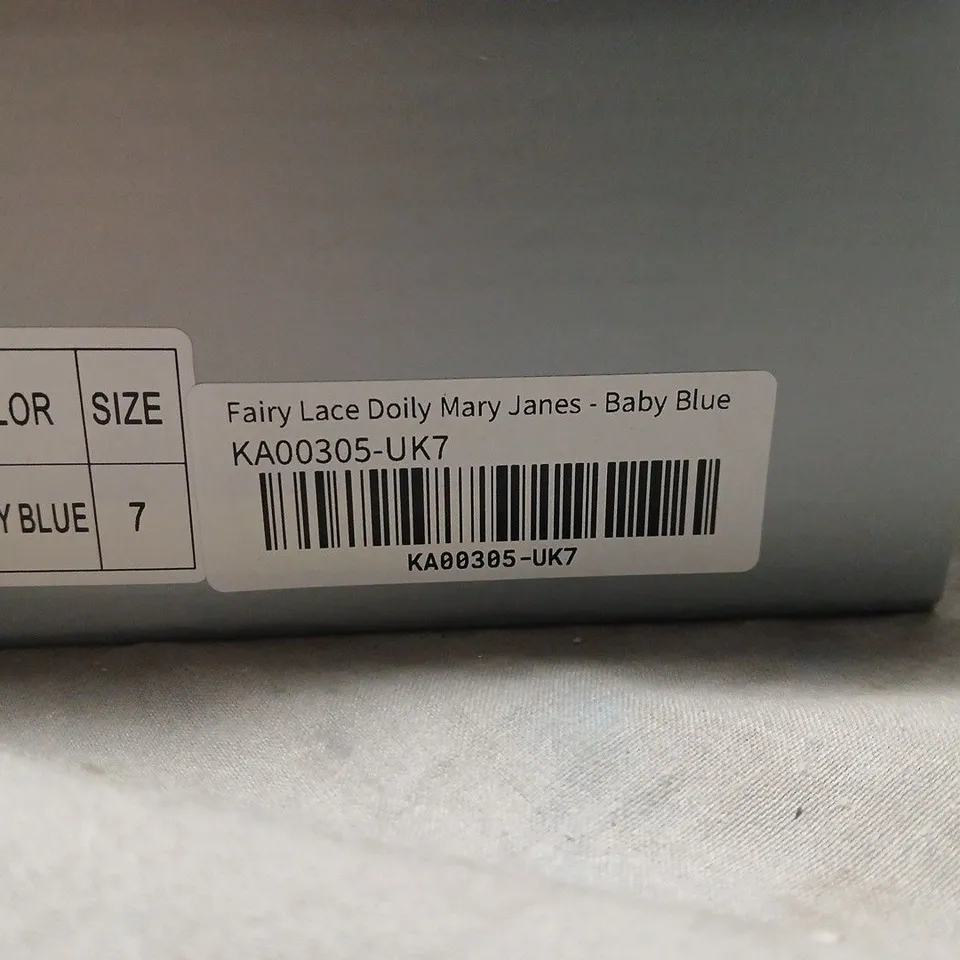 LOR SIZE
Y BLUE 7
Fairy Lace Doily Mary Janes - Baby Blue
KA00305-UK7
KA00305-UK7